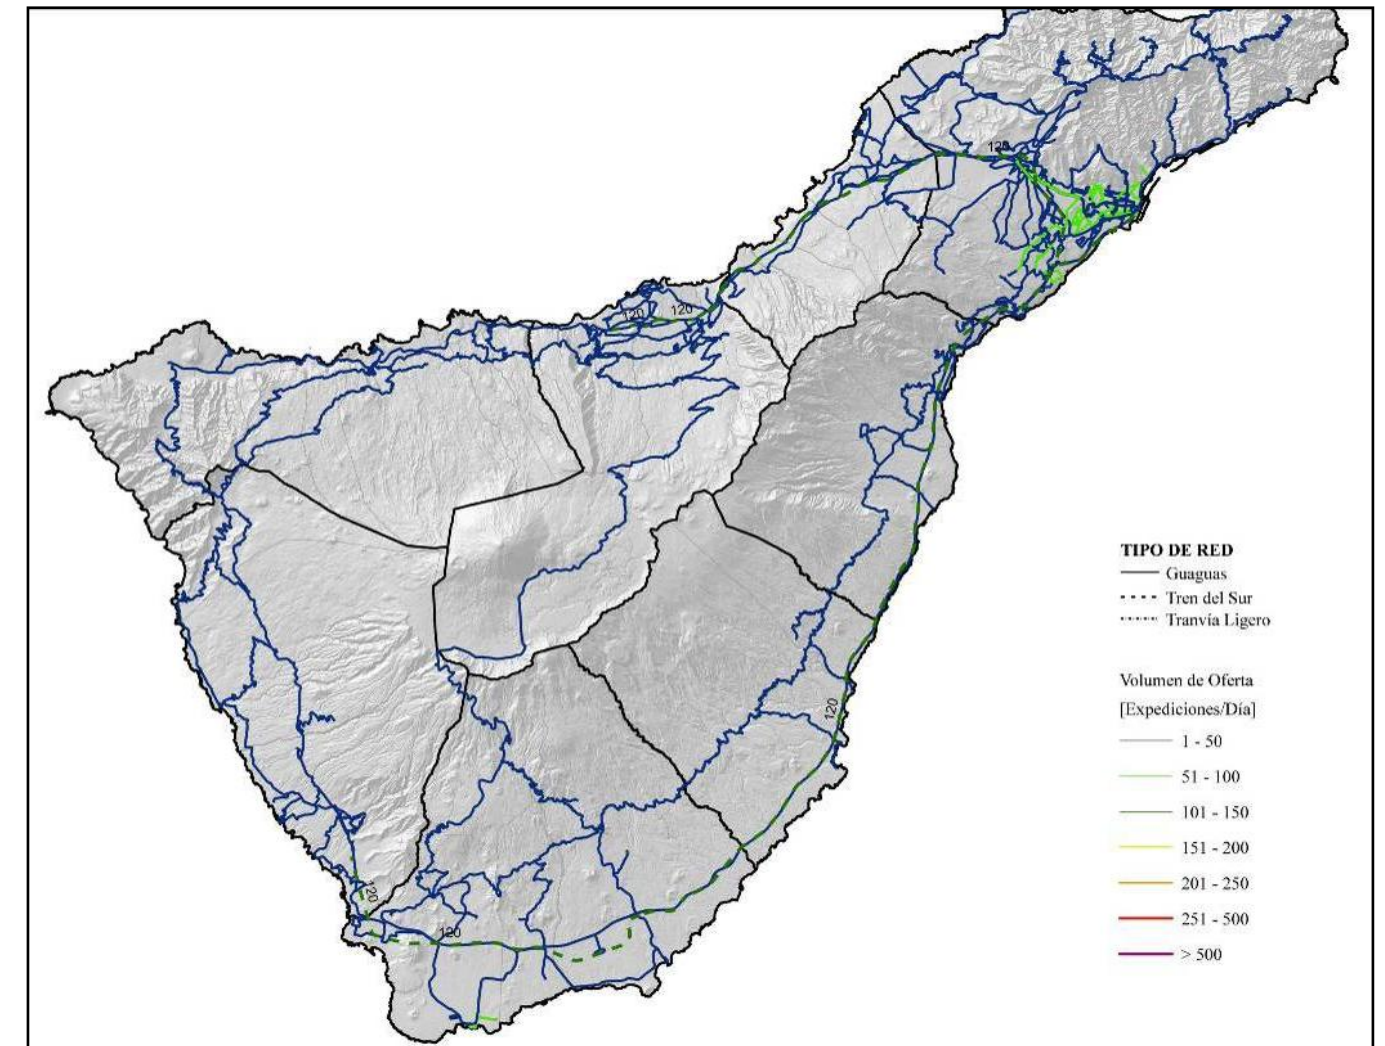 120
120
120
TIPO DE RED
Guaguas
Tren del Sur
Tranvía Ligero
Volumen de Oferta
[Expediciones/Día]
1 - 50
51 - 100
101 - 150
151 - 200
201 - 250
251 - 500
> 500
120
120
120